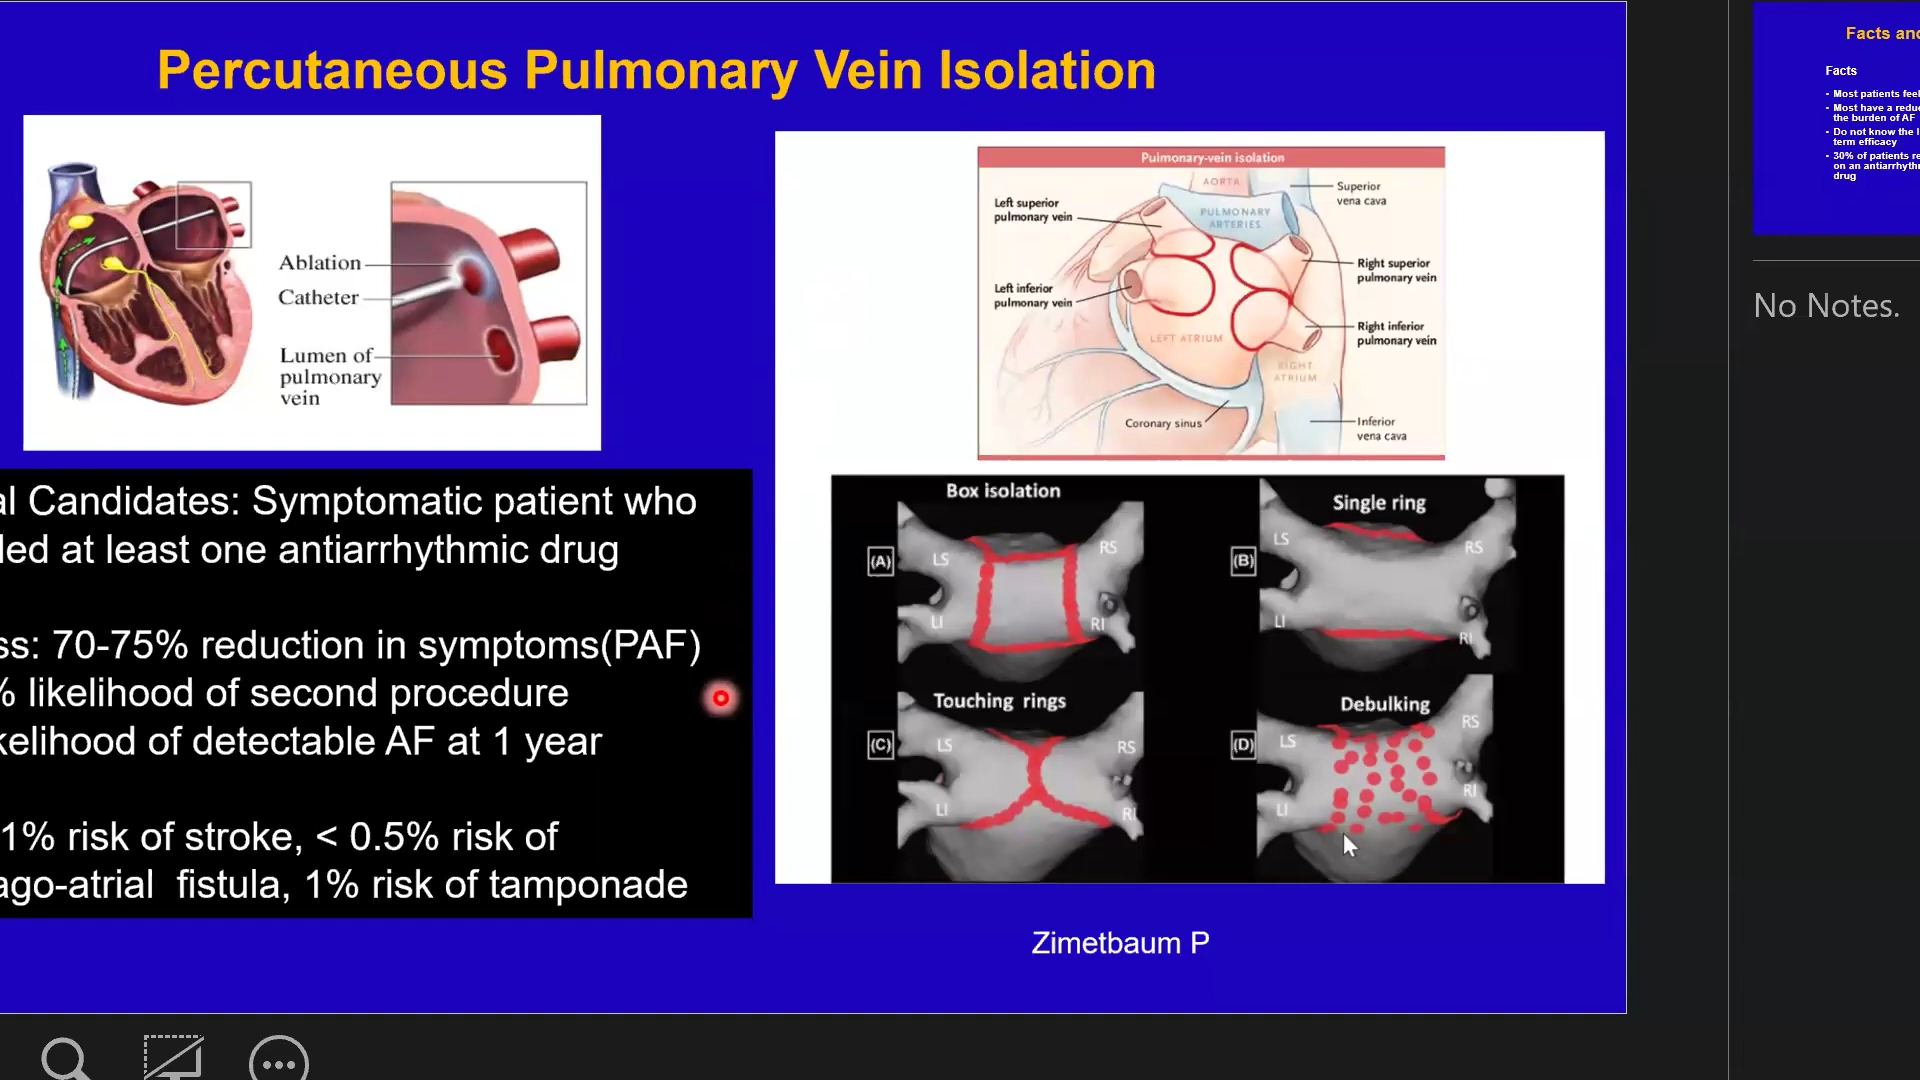 Percutaneous Pulmonary Vein Isolation
Ablation
Catheter
Lumen of
pulmonary
vein
al Candidates: Symptomatic patient who
led at least one antiarrhythmic drug
ss: 70-75% reduction in symptoms(PAF)
% likelihood of second procedure
kelihood of detectable AF at 1 year
1% risk of stroke, < 0.5% risk of
ago-atrial fistula, 1% risk of tamponade
Pulmonary-vein isolation
AORTA
Superior
vena cava
Left superior
pulmonary vein
PULMONARY
ARTERIES
Right superior
pulmonary vein
Left inferior
pulmonary vein
Right inferior
pulmonary vein
LEFT ATRIUM
RIGHT
ATRIUM
Coronary sinus
Inferior
vena cava
Box isolation
(A)
LS
RS
LI
RI
Single ring
(B)
LS
RS
LI
RI
Touching rings
(C)
LS
RS
LI
RI
Debulking
(D)
LS
RS
LI
RI
Zimetbaum P
Facts an
Facts
- Most patients feel
- Most have a redu
the burden of AF
- Do not know the l
term efficacy
- 30% of patients re
on an antiarrhyth
drug
No Notes.